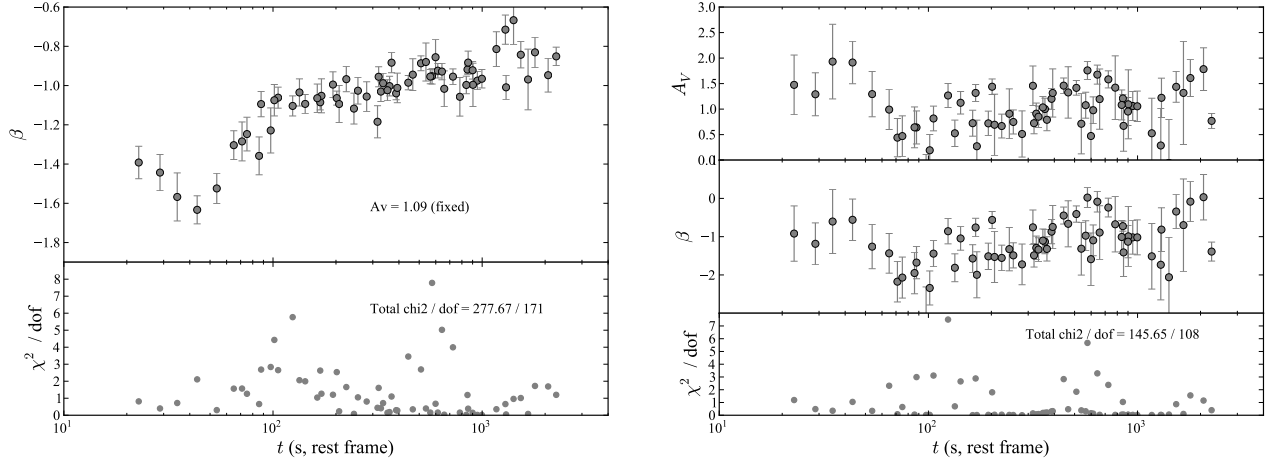 −0.6
−0.8
−1.0
−1.2
−1.4
−1.6
−1.8
β
Av = 1.09 (fixed)
8
7
6
5
4
3
2
1
0
χ² / dof
Total chi2 / dof = 277.67 / 171
10¹ 10² 10³
t (s, rest frame)
3.0
2.5
2.0
1.5
1.0
0.5
0.0
A_V
0
−1
−2
β
7
6
5
4
3
2
1
0
χ² / dof
Total chi2 / dof = 145.65 / 108
10¹ 10² 10³
t (s, rest frame)